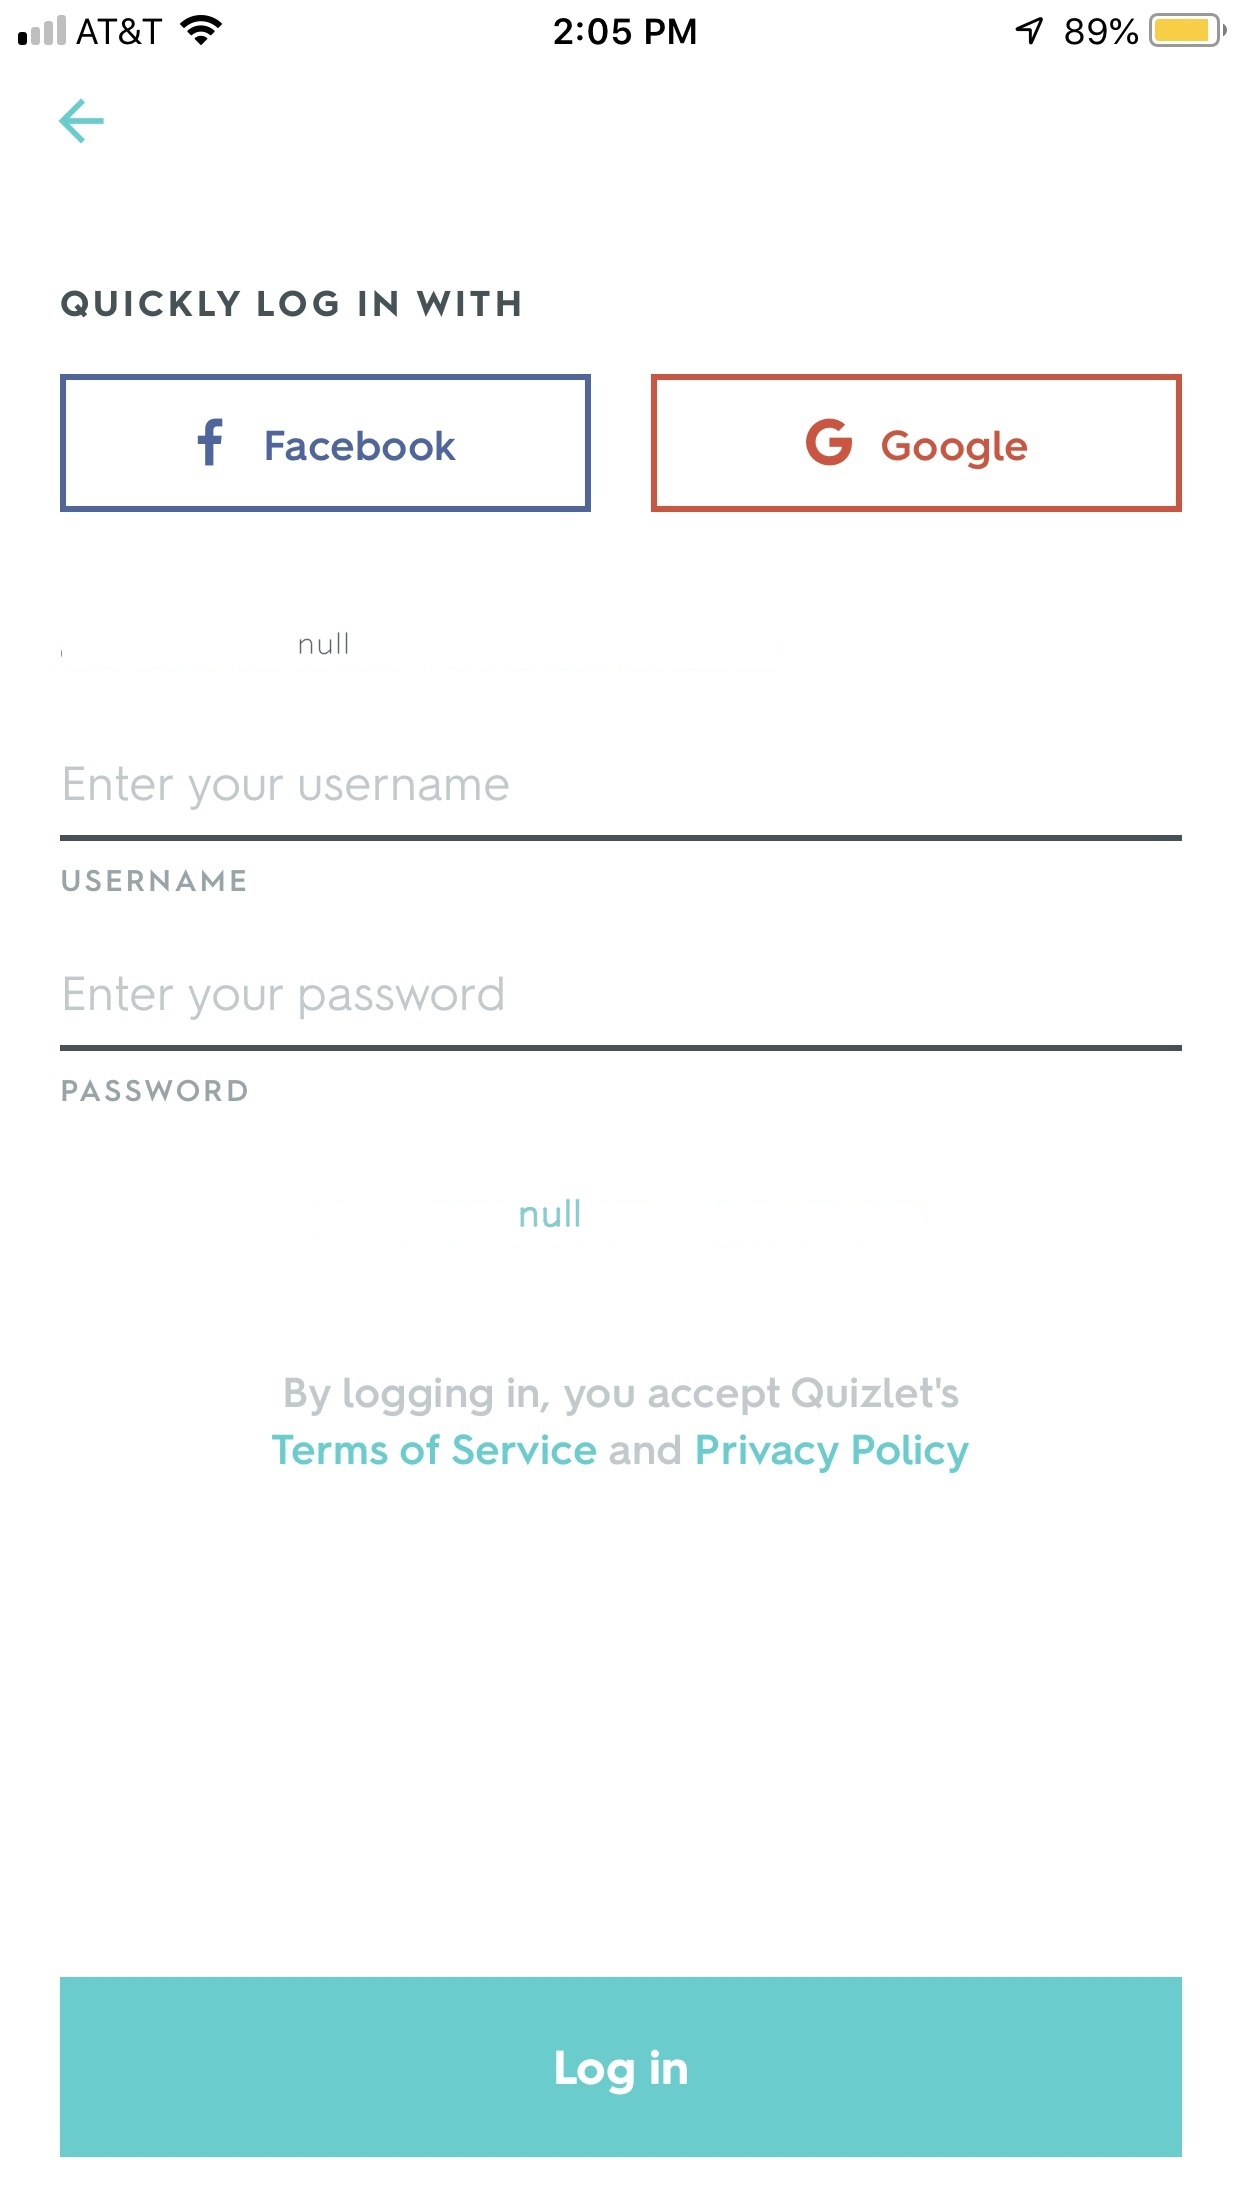 AT&T 2:05 PM 89%
QUICKLY LOG IN WITH
Facebook Google
null
Enter your username
USERNAME
Enter your password
PASSWORD
null
By logging in, you accept Quizlet's
Terms of Service and Privacy Policy
Log in